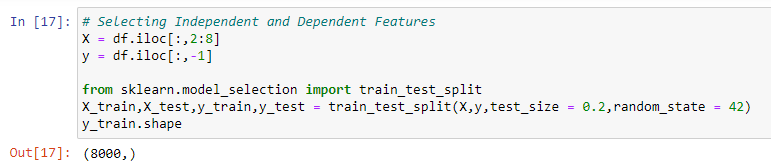 In [17]: # Selecting Independent and Dependent Features
X = df.iloc[:,2:8]
y = df.iloc[:,-1]
from sklearn.model_selection import train_test_split
X_train,X_test,y_train,y_test = train_test_split(X,y,test_size = 0.2,random_state = 42)
y_train.shape
Out[17]: (8000,)